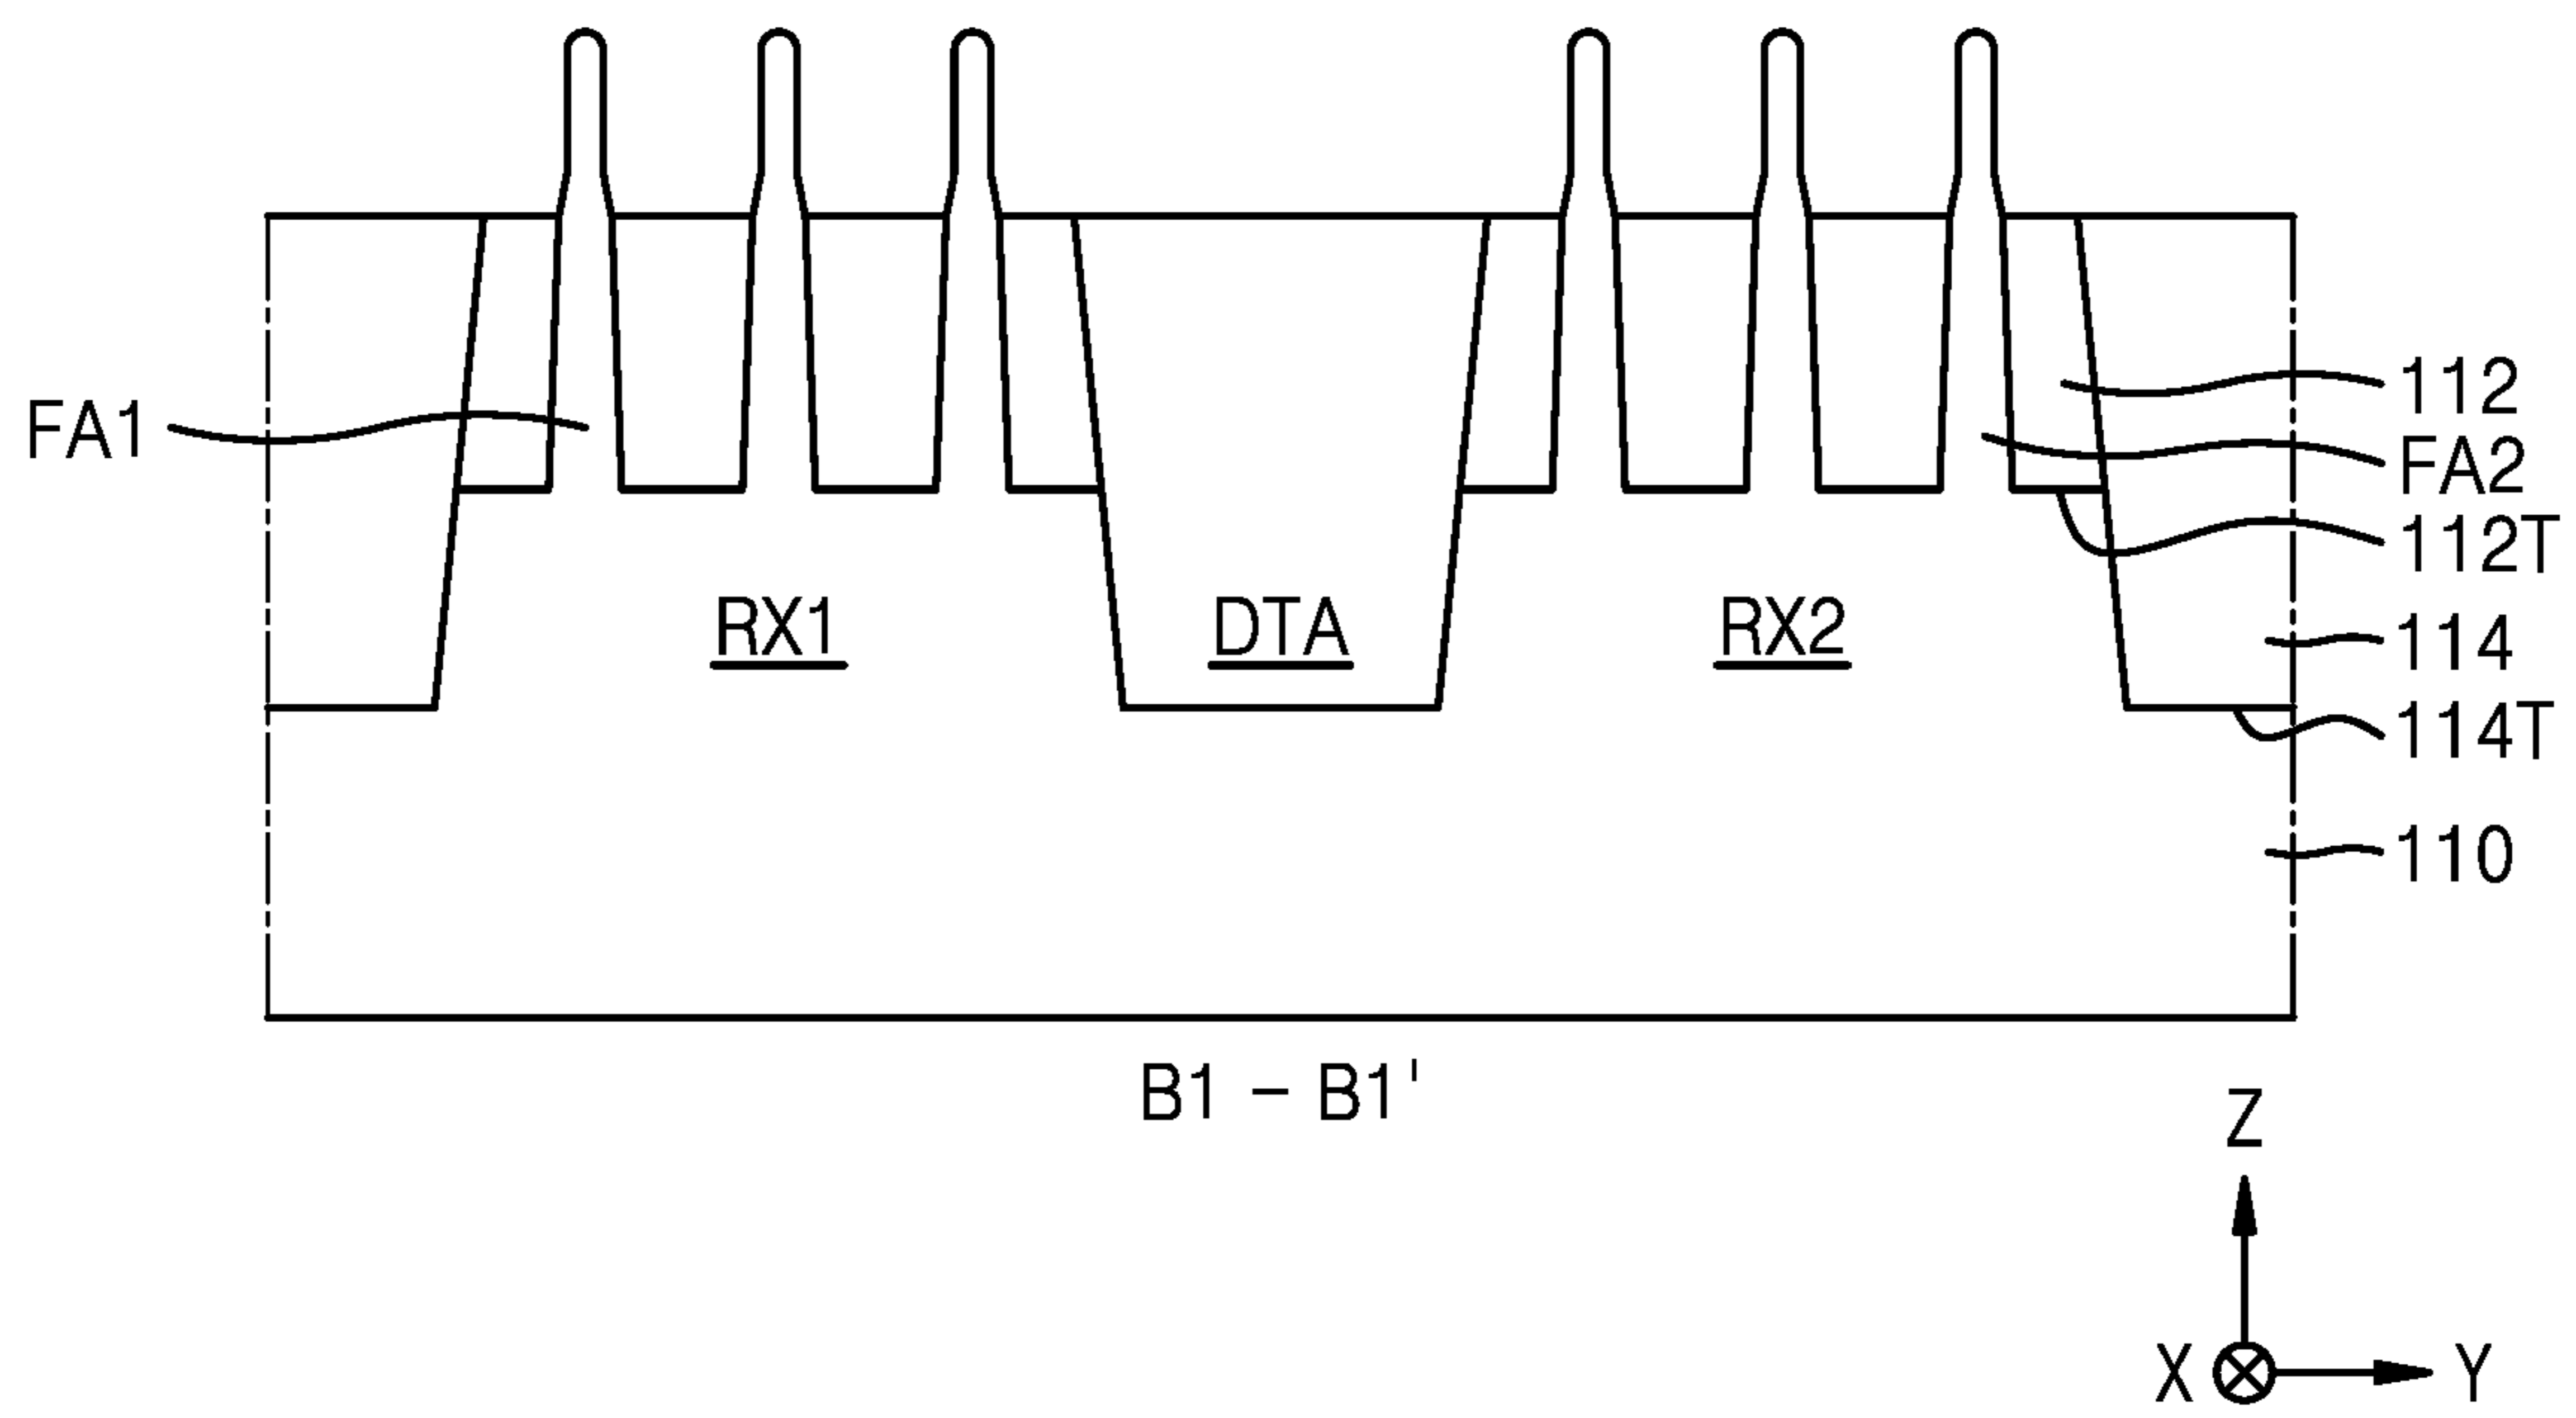 112
FA1
FA2
112T
RX1
DTA
RX2
114
114T
110
B1 – B1'
Z
X
Y